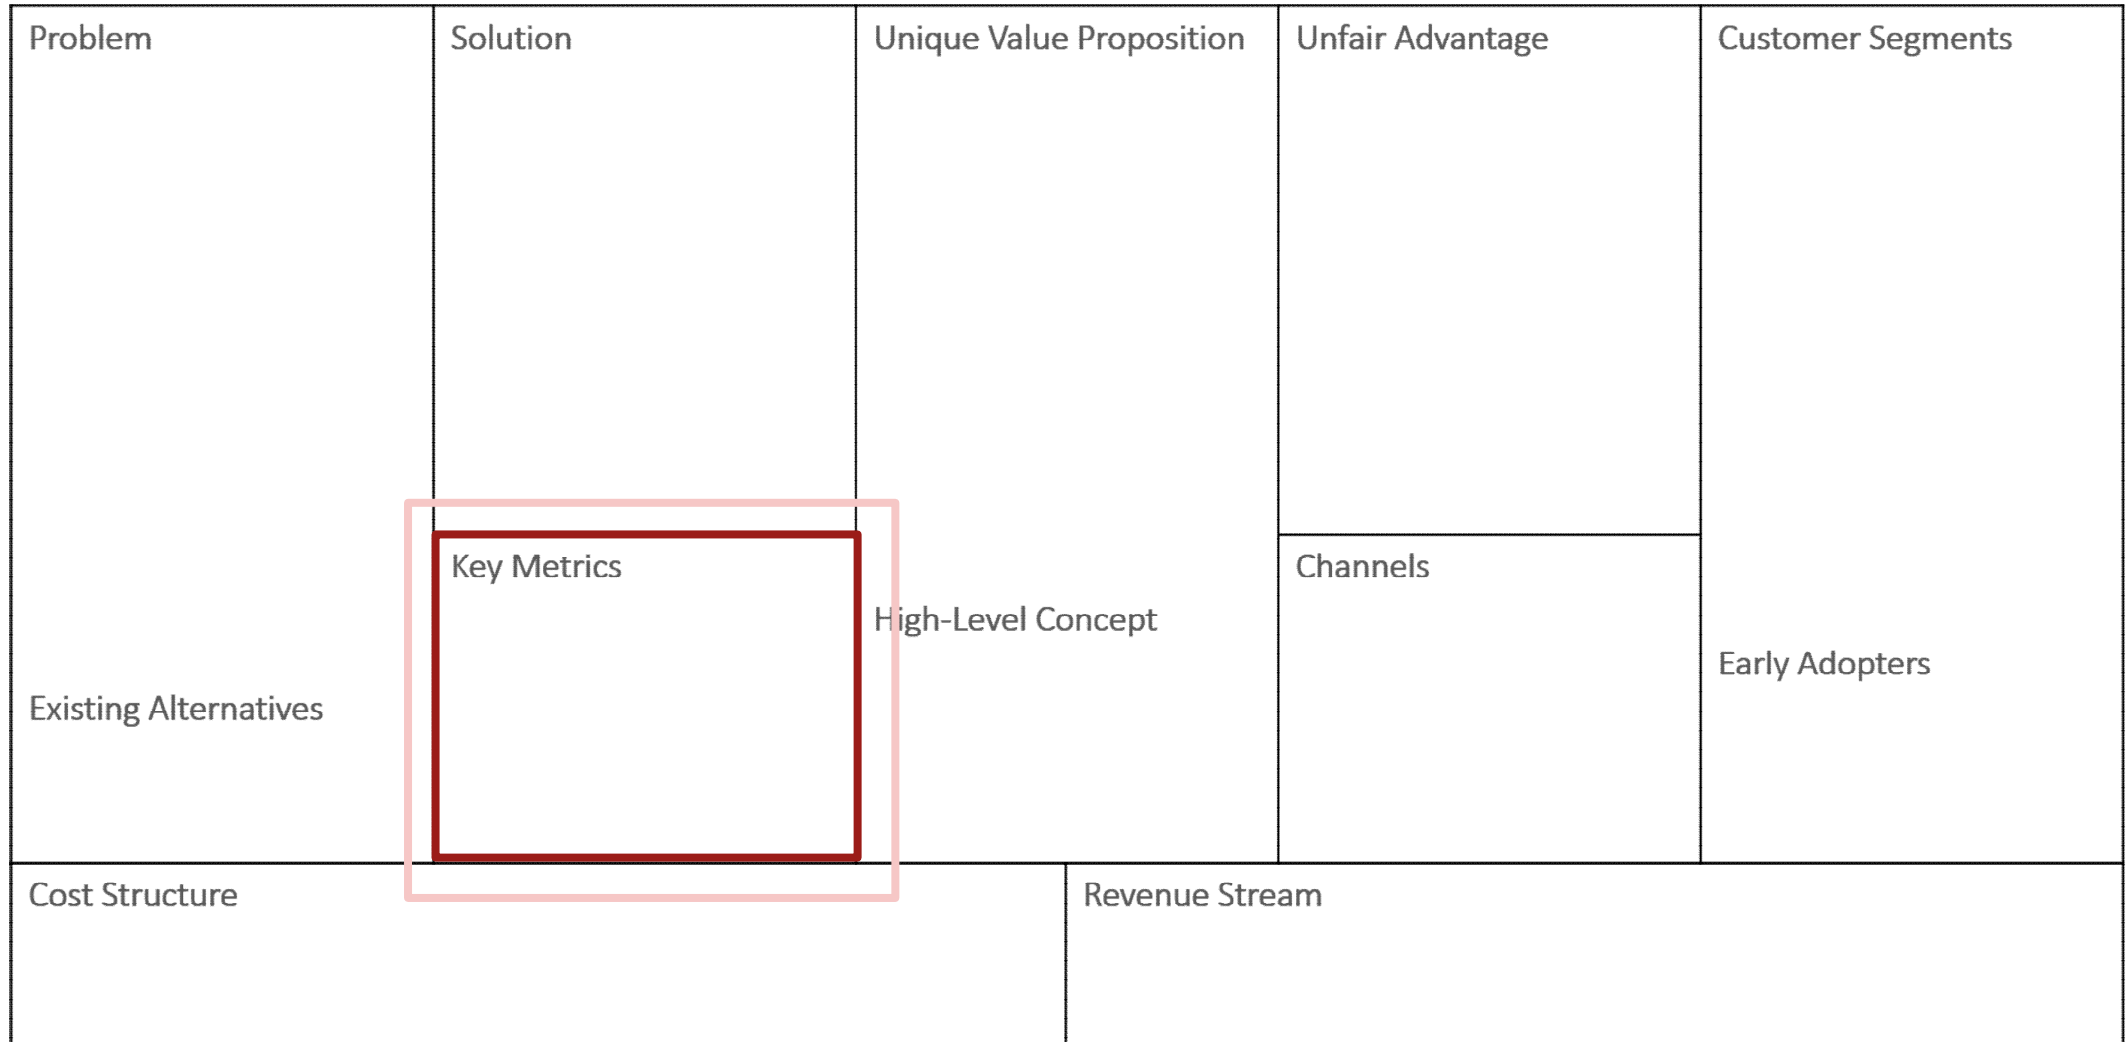 Problem
Existing Alternatives
Solution
Key Metrics
Unique Value Proposition
High-Level Concept
Unfair Advantage
Channels
Customer Segments
Early Adopters
Cost Structure
Revenue Stream